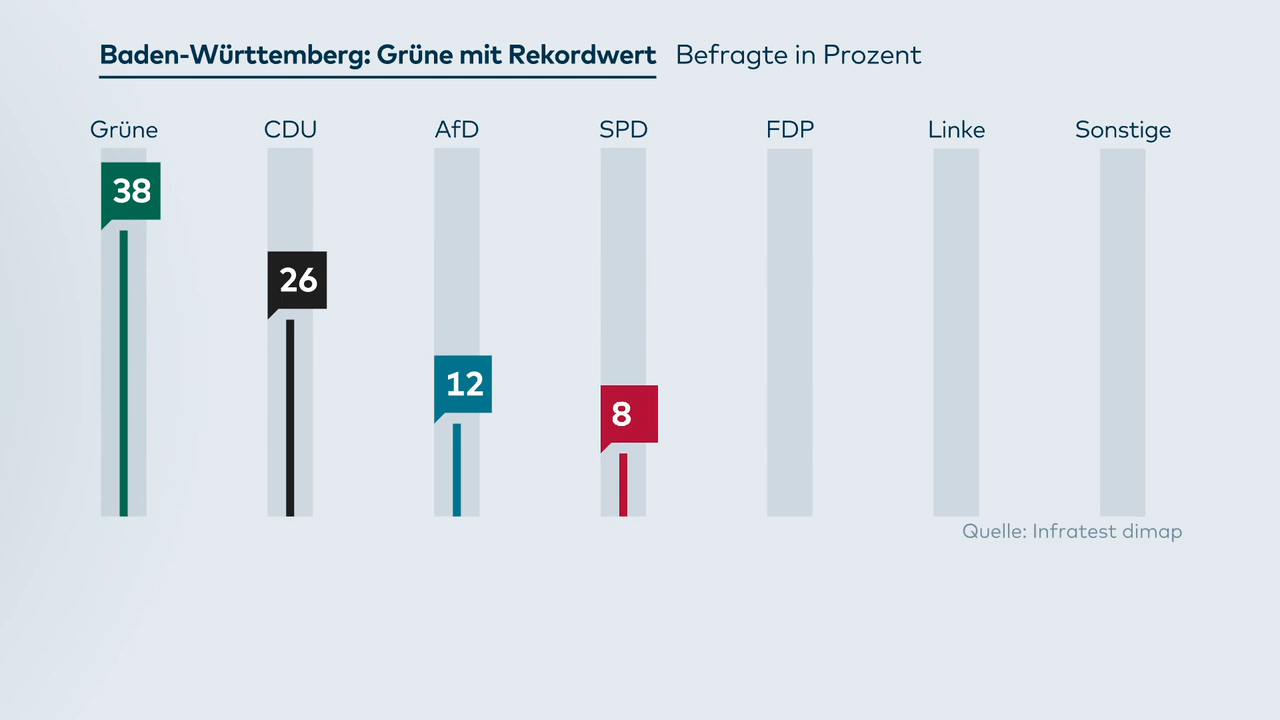 Baden-Württemberg: Grüne mit Rekordwert Befragte in Prozent
Grüne CDU AfD SPD FDP Linke Sonstige
38
26
12
8
Quelle: Infratest dimap